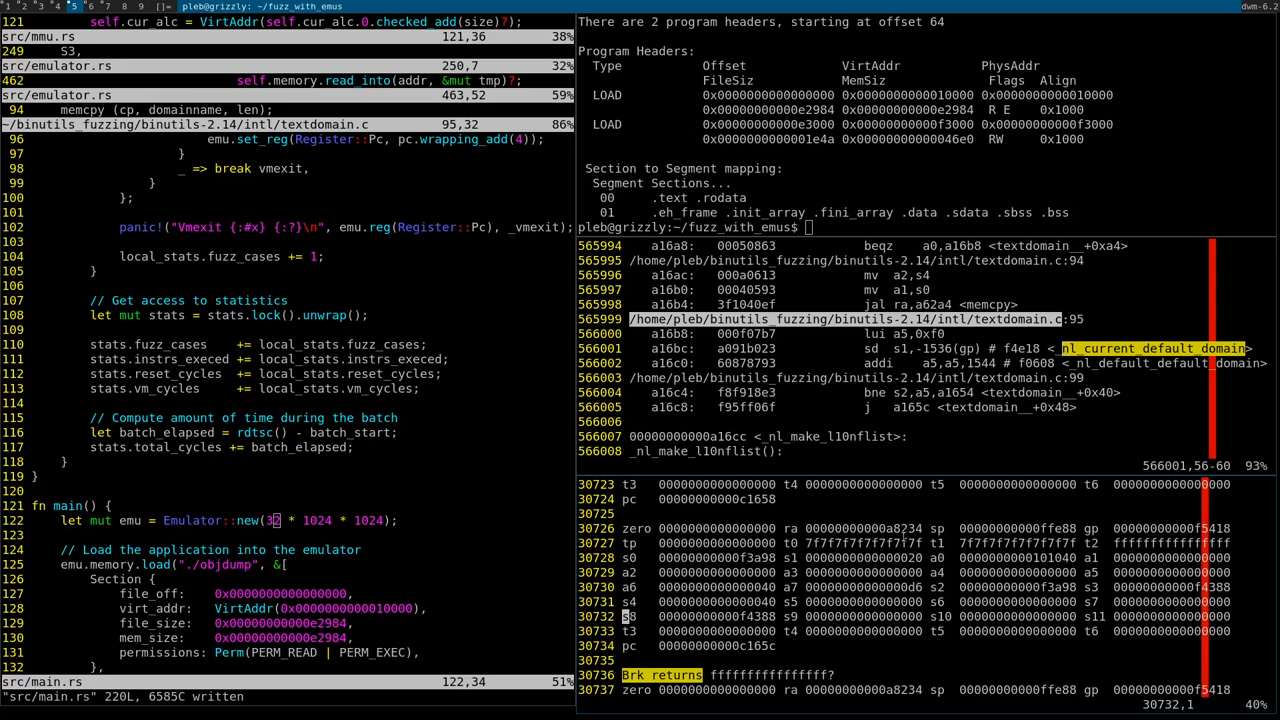 1 2 3 4 5 6 7 8 9 []= pleb@grizzly: ~/fuzz_with_emus dwm-6.2
121 self.cur_alc = VirtAddr(self.cur_alc.0.checked_add(size)?);
src/mmu.rs 121,36 38%
249 S3,
src/emulator.rs 250,7 32%
462 self.memory.read_into(addr, &mut tmp)?;
src/emulator.rs 463,52 59%
94 memcpy (cp, domainname, len);
~/binutils_fuzzing/binutils-2.14/intl/textdomain.c 95,32 86%
96 emu.set_reg(Register::Pc, pc.wrapping_add(4));
97 }
98 _ => break vmexit,
99 }
100 };
101
102 panic!("Vmexit {:#x} {:?}\n", emu.reg(Register::Pc), _vmexit);
103
104 local_stats.fuzz_cases += 1;
105 }
106
107 // Get access to statistics
108 let mut stats = stats.lock().unwrap();
109
110 stats.fuzz_cases += local_stats.fuzz_cases;
111 stats.instrs_execed += local_stats.instrs_execed;
112 stats.reset_cycles += local_stats.reset_cycles;
113 stats.vm_cycles += local_stats.vm_cycles;
114
115 // Compute amount of time during the batch
116 let batch_elapsed = rdtsc() - batch_start;
117 stats.total_cycles += batch_elapsed;
118 }
119 }
120
121 fn main() {
122 let mut emu = Emulator::new(32 * 1024 * 1024);
123
124 // Load the application into the emulator
125 emu.memory.load("./objdump", &[
126 Section {
127 file_off: 0x0000000000000000,
128 virt_addr: VirtAddr(0x0000000000010000),
129 file_size: 0x00000000000e2984,
130 mem_size: 0x00000000000e2984,
131 permissions: Perm(PERM_READ | PERM_EXEC),
132 },
src/main.rs 122,34 51%
"src/main.rs" 220L, 6585C written
There are 2 program headers, starting at offset 64
Program Headers:
Type Offset VirtAddr PhysAddr
FileSiz MemSiz Flags Align
LOAD 0x0000000000000000 0x0000000000010000 0x0000000000010000
0x00000000000e2984 0x00000000000e2984 R E 0x1000
LOAD 0x00000000000e3000 0x00000000000f3000 0x00000000000f3000
0x0000000000001e4a 0x00000000000046e0 RW 0x1000
Section to Segment mapping:
Segment Sections...
00 .text .rodata
01 .eh_frame .init_array .fini_array .data .sdata .sbss .bss
pleb@grizzly:~/fuzz_with_emus$
565994 a16a8: 00050863 beqz a0,a16b8 <textdomain__+0xa4>
565995 /home/pleb/binutils_fuzzing/binutils-2.14/intl/textdomain.c:94
565996 a16ac: 000a0613 mv a2,s4
565997 a16b0: 00040593 mv a1,s0
565998 a16b4: 3f1040ef jal ra,a62a4 <memcpy>
565999 /home/pleb/binutils_fuzzing/binutils-2.14/intl/textdomain.c:95
566000 a16b8: 000f07b7 lui a5,0xf0
566001 a16bc: a091b023 sd s1,-1536(gp) # f4e18 <_nl_current_default_domain>
566002 a16c0: 60878793 addi a5,a5,1544 # f0608 <_nl_default_default_domain>
566003 /home/pleb/binutils_fuzzing/binutils-2.14/intl/textdomain.c:99
566004 a16c4: f8f918e3 bne s2,a5,a1654 <textdomain__+0x40>
566005 a16c8: f95ff06f j a165c <textdomain__+0x48>
566006
566007 00000000000a16cc <_nl_make_l10nflist>:
566008 _nl_make_l10nflist():
566001,56-60 93%
30723 t3 0000000000000000 t4 0000000000000000 t5 0000000000000000 t6 0000000000000000
30724 pc 00000000000c1658
30725
30726 zero 0000000000000000 ra 00000000000a8234 sp 00000000000ffe88 gp 00000000000f5418
30727 tp 0000000000000000 t0 7f7f7f7f7f7f7f7f t1 7f7f7f7f7f7f7f7f t2 ffffffffffffffff
30728 s0 00000000000f3a98 s1 0000000000000020 a0 0000000000101040 a1 0000000000000000
30729 a2 0000000000000000 a3 0000000000000000 a4 0000000000000000 a5 0000000000000000
30730 a6 0000000000000040 a7 00000000000000d6 s2 00000000000f3a98 s3 00000000000f4388
30731 s4 0000000000000040 s5 0000000000000000 s6 0000000000000000 s7 0000000000000000
30732 s8 00000000000f4388 s9 0000000000000000 s10 0000000000000000 s11 0000000000000000
30733 t3 0000000000000000 t4 0000000000000000 t5 0000000000000000 t6 0000000000000000
30734 pc 00000000000c165c
30735
30736 Brk returns ffffffffffffffff?
30737 zero 0000000000000000 ra 00000000000a8234 sp 00000000000ffe88 gp 00000000000f5418
30732,1 40%